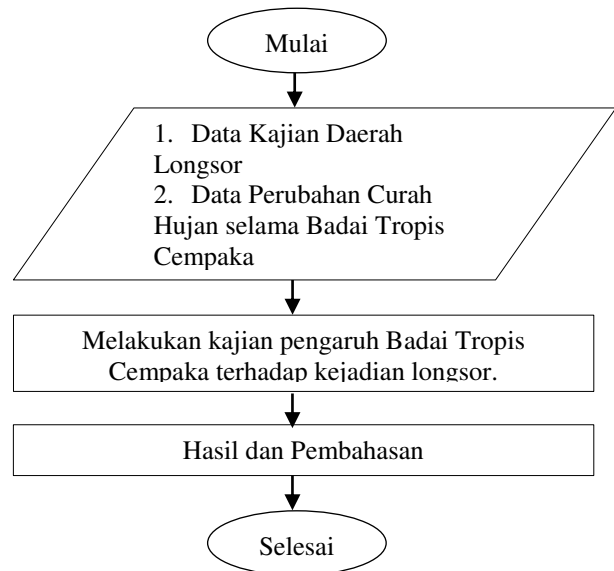 Mulai
1. Data Kajian Daerah
Longsor
2. Data Perubahan Curah
Hujan selama Badai Tropis
Cempaka
Melakukan kajian pengaruh Badai Tropis
Cempaka terhadap kejadian longsor.
Hasil dan Pembahasan
Selesai